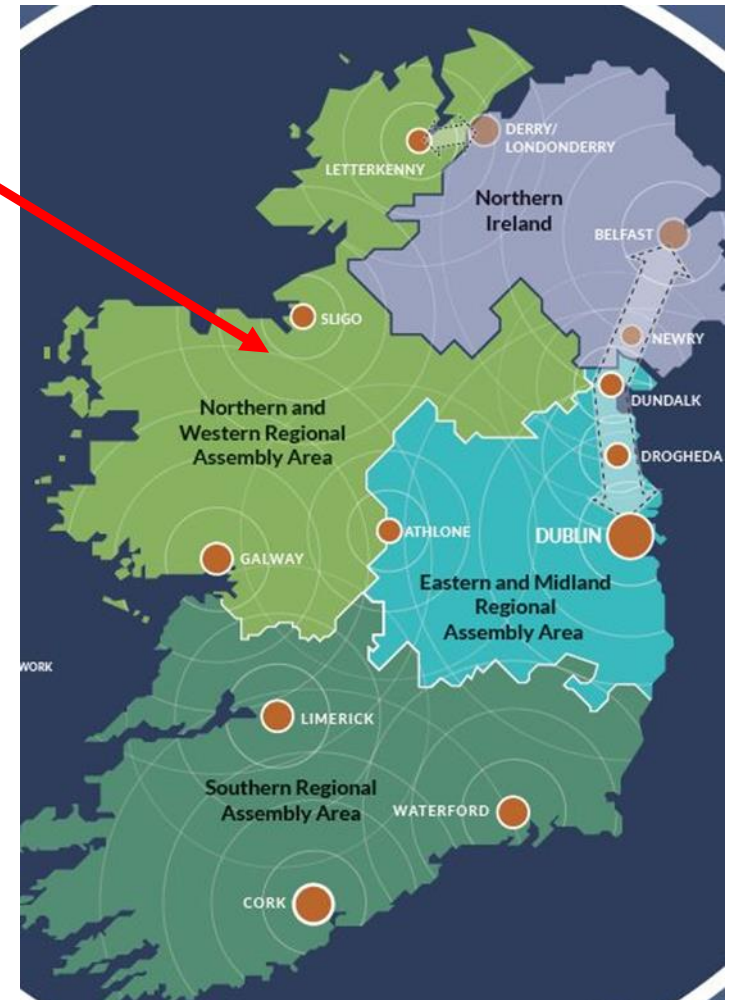 DERRY/
LONDONDERRY
LETTERKENNY
Northern
Ireland
BELFAST
SLIGO
NEWRY
DUNDALK
Northern and
Western Regional
Assembly Area
DROGHEDA
ATHLONE
DUBLIN
GALWAY
Eastern and Midland
Regional
Assembly Area
WORK
LIMERICK
Southern Regional
Assembly Area
WATERFORD
CORK